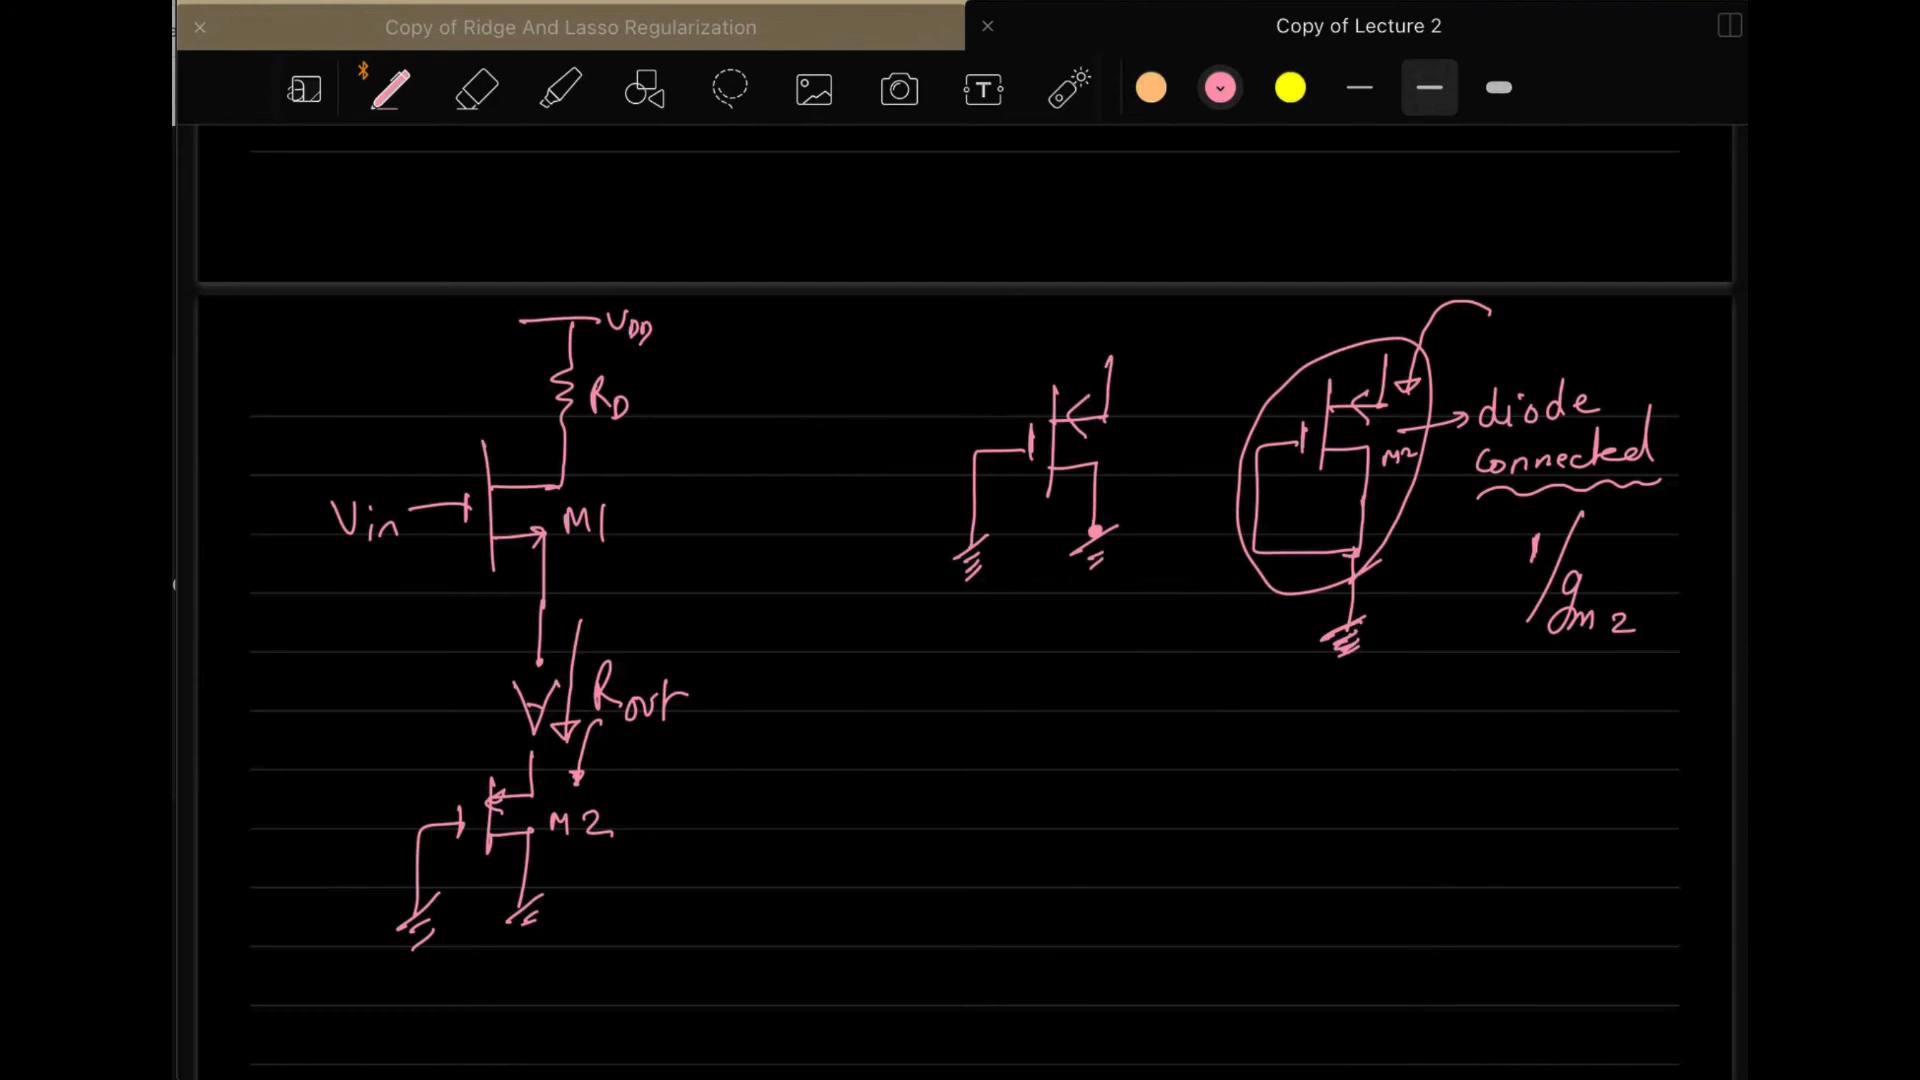 Copy of Ridge And Lasso Regularization
Copy of Lecture 2
T
VDD
RD
Vin
M1
Rout
M2
M2
diode
connected
1/gm2